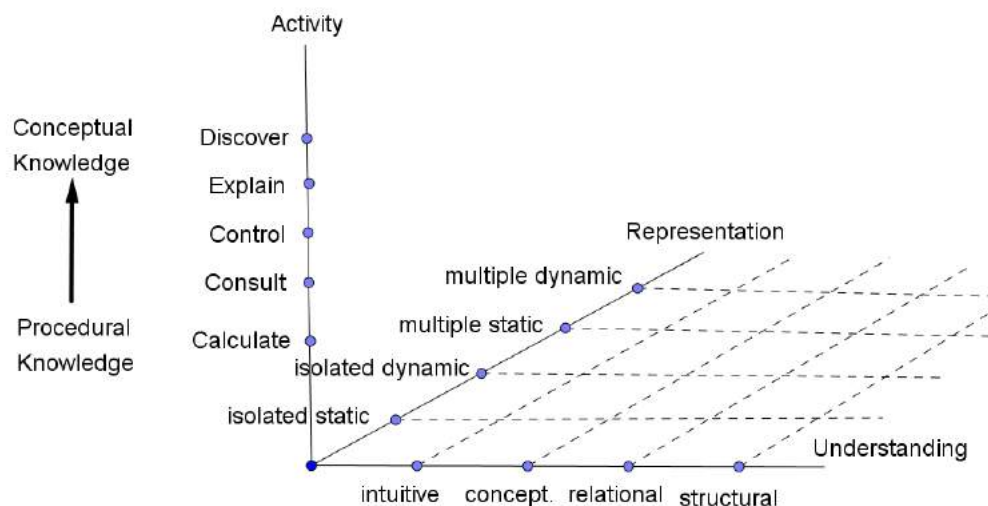 Activity
Conceptual
Knowledge
Discover
Explain
Control
Consult
Calculate
Procedural
Knowledge
Representation
multiple dynamic
multiple static
isolated dynamic
isolated static
Understanding
intuitive concept. relational structural